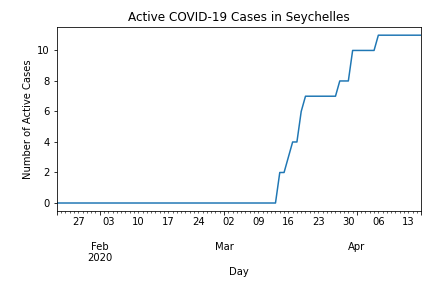 Active COVID-19 Cases in Seychelles
Number of Active Cases
10
8
6
4
2
0
27 03 10 17 24 02 09 16 23 30 06 13
Feb Mar Apr
2020
Day